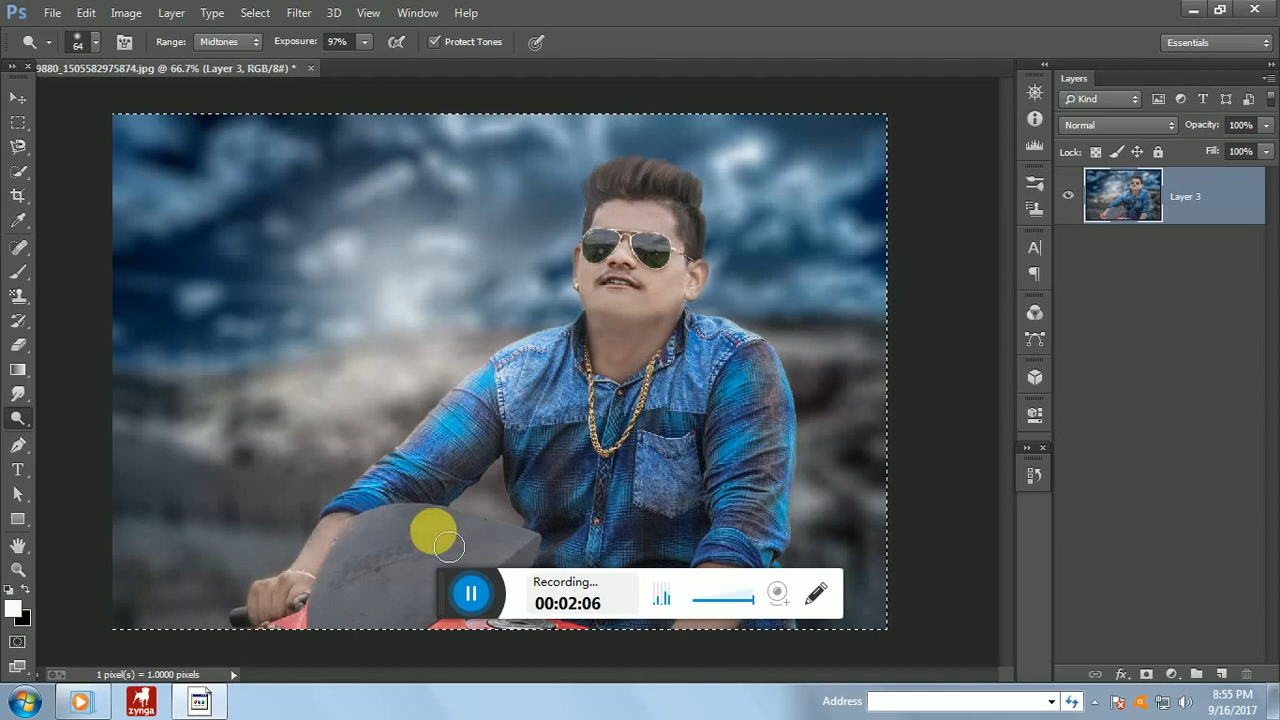 Ps File Edit Image Layer Type Select Filter 3D View Window Help
64 Range: Midtones Exposure: 97% Protect Tones Essentials
9880_1505582975874.jpg @ 66.7% (Layer 3, RGB/8#) * ×
Layers
Kind
Normal Opacity: 100%
Lock: Fill: 100%
Layer 3
A
T
Recording...
00:02:06
1 pixel(s) = 1.0000 pixels
zynga
Address
8:55 PM
9/16/2017